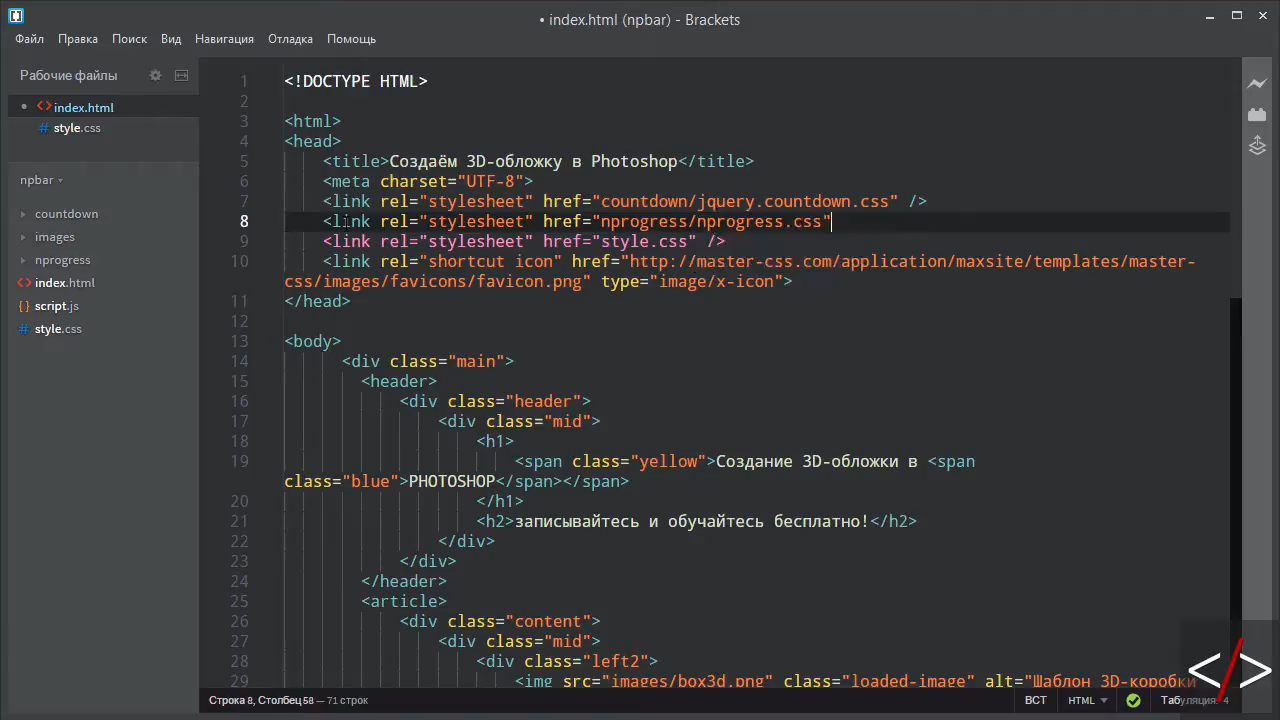 • index.html (npbar) - Brackets
Файл Правка Поиск Вид Навигация Отладка Помощь
Рабочие файлы
index.html
style.css
npbar
countdown
images
nprogress
index.html
script.js
style.css
1 <!DOCTYPE HTML>
2
3 <html>
4 <head>
5 <title>Создаём 3D-обложку в Photoshop</title>
6 <meta charset="UTF-8">
7 <link rel="stylesheet" href="countdown/jquery.countdown.css" />
8 <link rel="stylesheet" href="nprogress/nprogress.css"
9 <link rel="stylesheet" href="style.css" />
10 <link rel="shortcut icon" href="http://master-css.com/application/maxsite/templates/master-
css/images/favicons/favicon.png" type="image/x-icon">
11 </head>
12
13 <body>
14 <div class="main">
15 <header>
16 <div class="header">
17 <div class="mid">
18 <h1>
19 <span class="yellow">Создание 3D-обложки в <span
class="blue">PHOTOSHOP</span></span>
20 </h1>
21 <h2>записывайтесь и обучайтесь бесплатно!</h2>
22 </div>
23 </div>
24 </header>
25 <article>
26 <div class="content">
27 <div class="mid">
28 <div class="left2">
29 <img src="images/box3d.png" class="loaded-image" alt="Шаблон 3D-коробки
Строка 8, Столбец 58 — 71 строк ВСТ HTML Табуляция: 4
</>